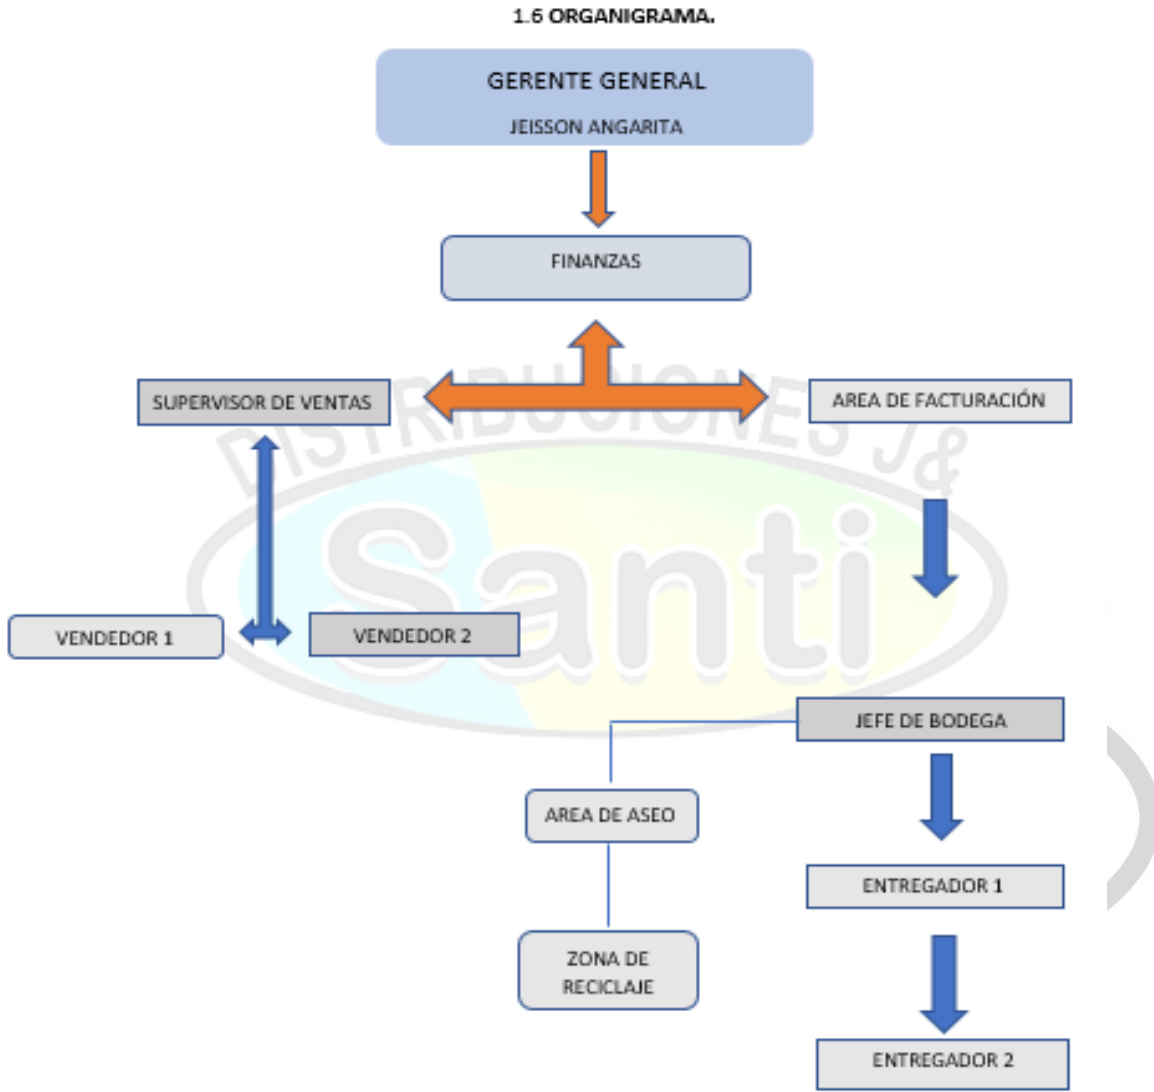 1.6 ORGANIGRAMA.
GERENTE GENERAL
JEISSON ANGARITA
FINANZAS
SUPERVISOR DE VENTAS
AREA DE FACTURACIÓN
DISTRIBUCIONES J&
Santi
VENDEDOR 1
VENDEDOR 2
JEFE DE BODEGA
AREA DE ASEO
ENTREGADOR 1
ZONA DE
RECICLAJE
ENTREGADOR 2